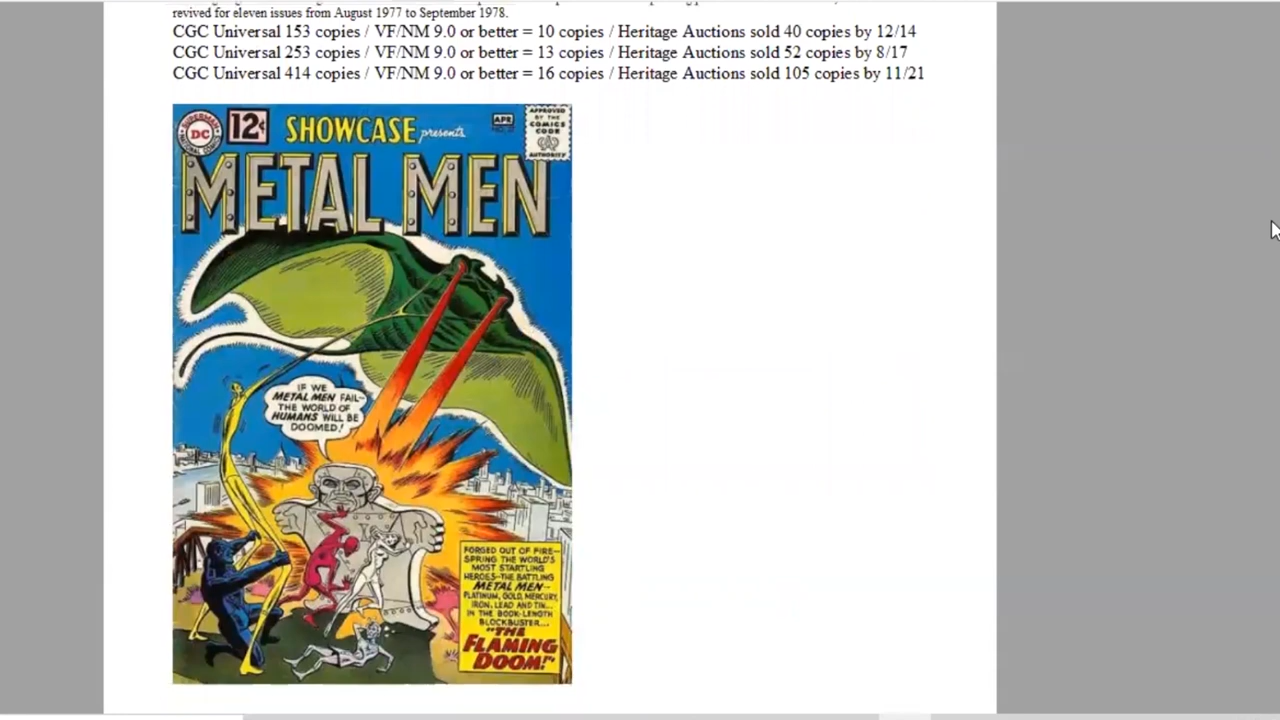 revived for eleven issues from August 1977 to September 1978.
CGC Universal 153 copies / VF/NM 9.0 or better = 10 copies / Heritage Auctions sold 40 copies by 12/14
CGC Universal 253 copies / VF/NM 9.0 or better = 13 copies / Heritage Auctions sold 52 copies by 8/17
CGC Universal 414 copies / VF/NM 9.0 or better = 16 copies / Heritage Auctions sold 105 copies by 11/21
SUPERMAN
DC
NATIONAL COMICS
12¢
SHOWCASE presents
APR
APPROVED
BY THE
COMICS
CODE
AUTHORITY
METAL MEN
IF WE
METAL MEN FAIL-
THE WORLD OF
HUMANS WILL BE
DOOMED!
FORGED OUT OF FIRE-
SPRING THE WORLD'S
MOST STARTLING
HEROES--THE BATTLING
METAL MEN-
PLATINUM, GOLD, MERCURY,
IRON, LEAD AND TIN...
IN THE BOOK-LENGTH
BLOCKBUSTER...
"THE
FLAMING
DOOM!"